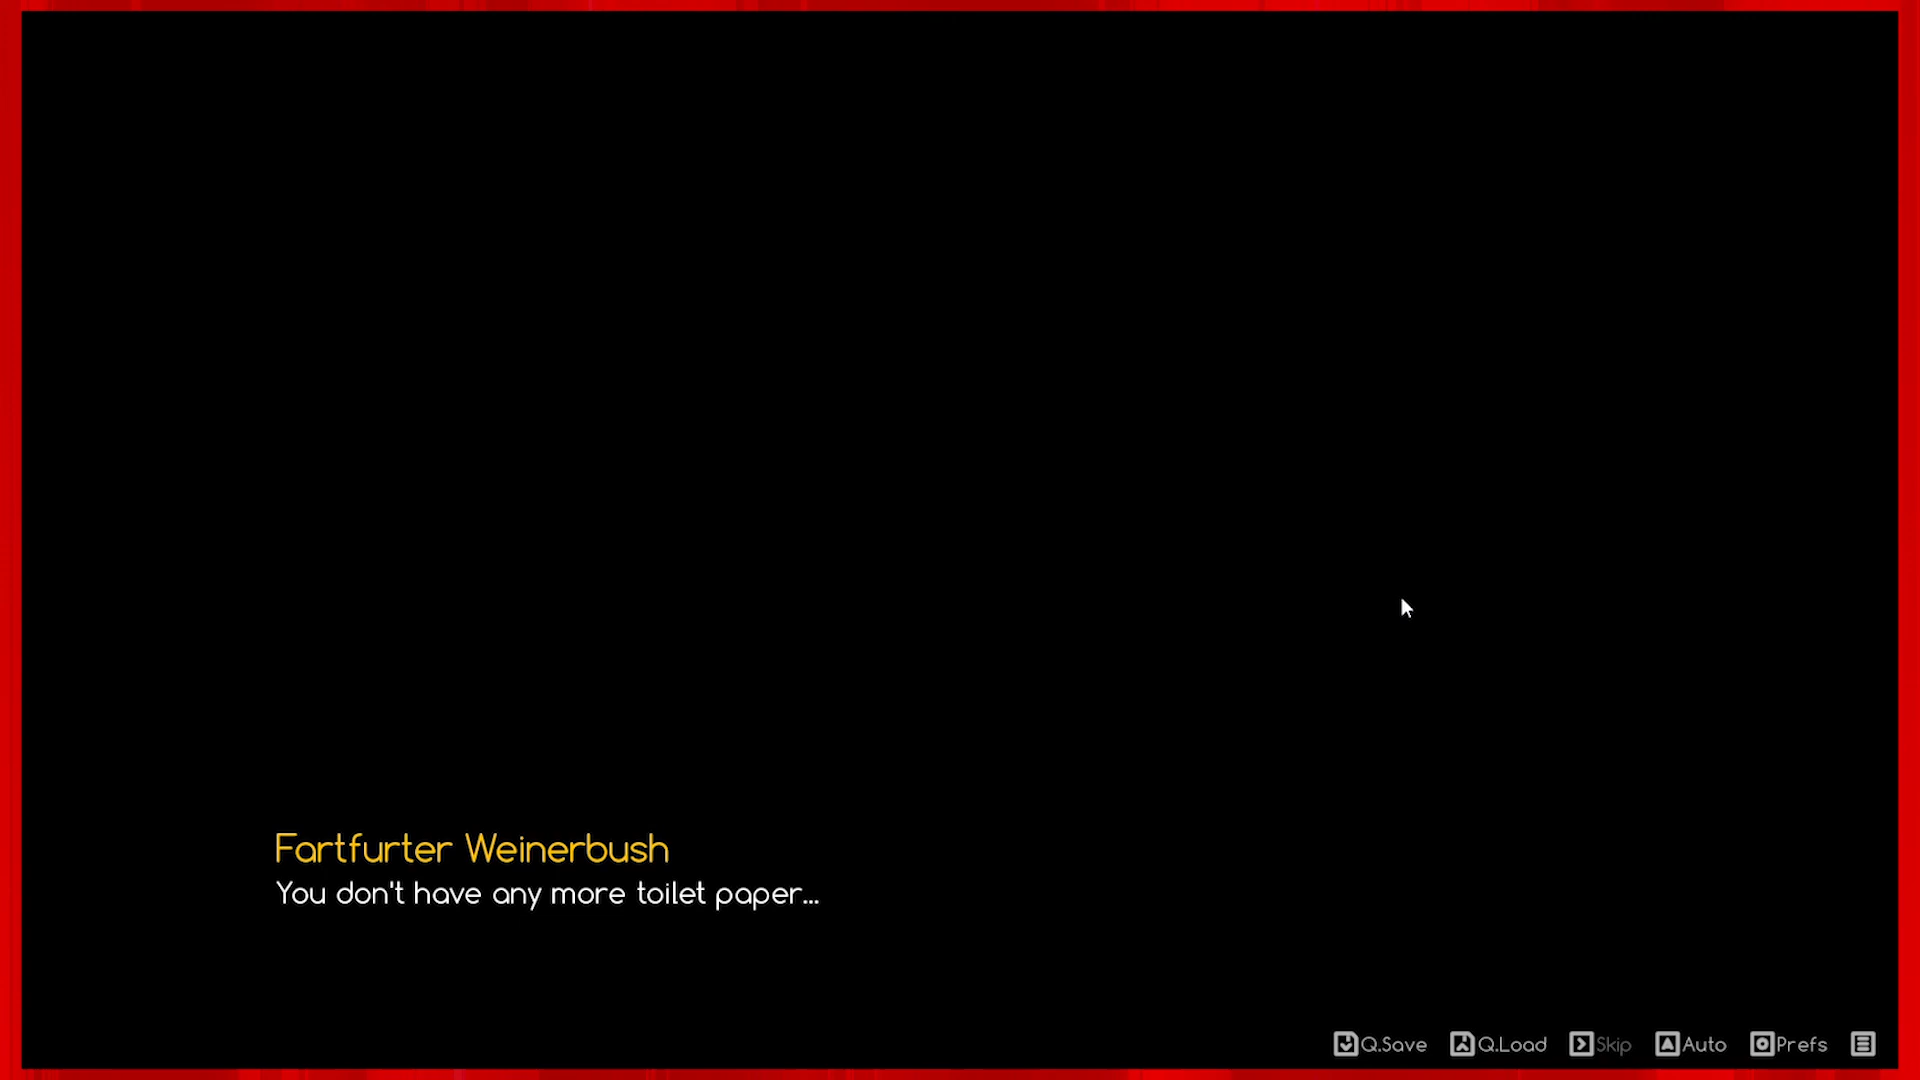 Fartfurter Weinerbush
You don't have any more toilet paper...
Q.Save Q.Load Skip Auto Prefs